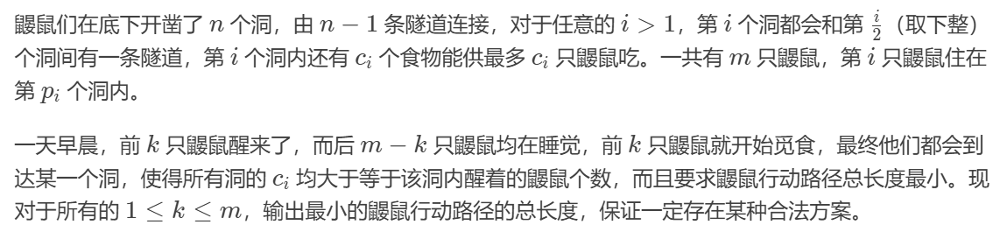 鼹鼠们在底下开凿了 n 个洞，由 n − 1 条隧道连接，对于任意的 i > 1，第 i 个洞都会和第 i/2（取下整）
个洞间有一条隧道，第 i 个洞内还有 c_i 个食物能供最多 c_i 只鼹鼠吃。一共有 m 只鼹鼠，第 i 只鼹鼠住在
第 p_i 个洞内。
一天早晨，前 k 只鼹鼠醒来了，而后 m − k 只鼹鼠均在睡觉，前 k 只鼹鼠就开始觅食，最终他们都会到
达某一个洞，使得所有洞的 c_i 均大于等于该洞内醒着的鼹鼠个数，而且要求鼹鼠行动路径总长度最小。现
对于所有的 1 ≤ k ≤ m，输出最小的鼹鼠行动路径的总长度，保证一定存在某种合法方案。